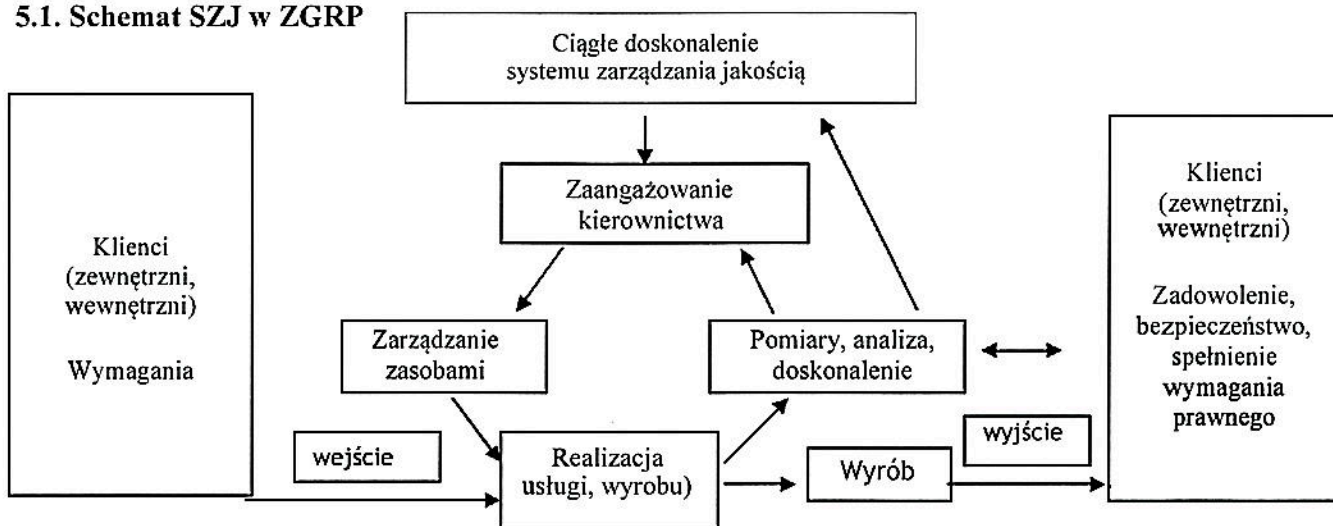 5.1. Schemat SZJ w ZGRP
Ciągłe doskonalenie
systemu zarządzania jakością
Zaangażowanie
kierownictwa
Klienci
(zewnętrzni,
wewnętrzni)
Wymagania
Zarządzanie
zasobami
Pomiary, analiza,
doskonalenie
Klienci
(zewnętrzni,
wewnętrzni)
Zadowolenie,
bezpieczeństwo,
spełnienie
wymagania
prawnego
wejście
Realizacja
usługi, wyrobu)
Wyrób
wyjście